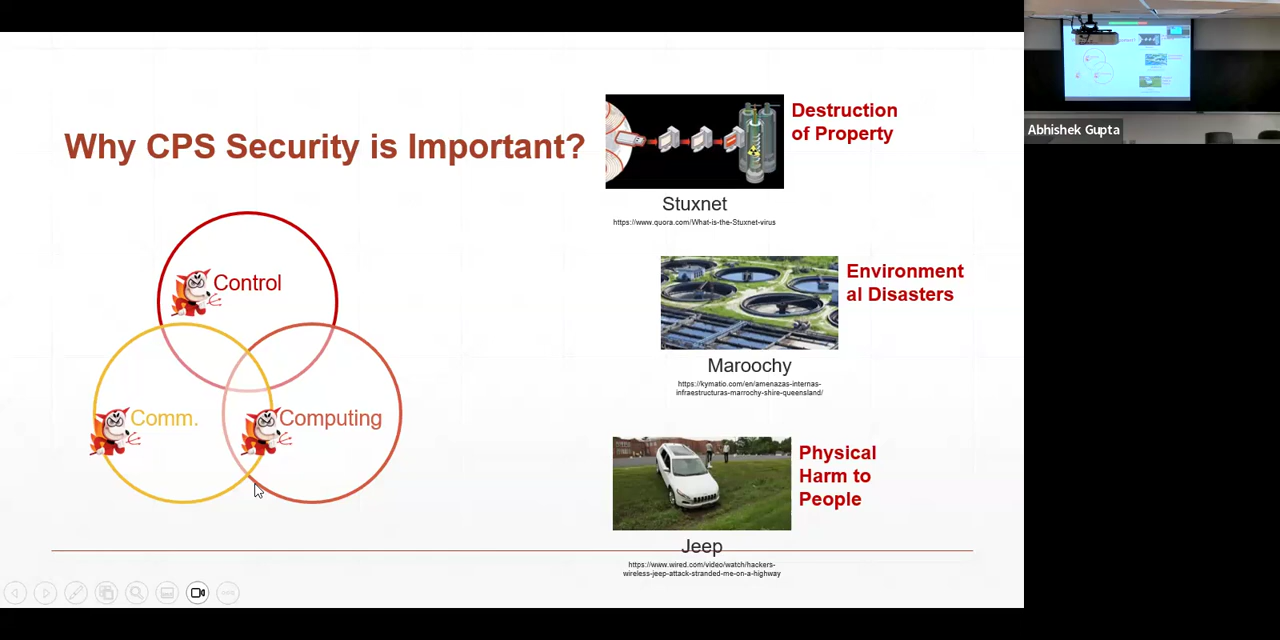 Why CPS Security is Important?
Control
Comm.
Computing
Destruction
of Property
Stuxnet
https://www.quora.com/What-is-the-Stuxnet-virus
Environment
al Disasters
Maroochy
https://kymatio.com/en/amenazas-internas-
infraestructuras-marrochy-shire-queensland/
Physical
Harm to
People
Jeep
https://www.wired.com/video/watch/hackers-
wireless-jeep-attack-stranded-me-on-a-highway
Abhishek Gupta